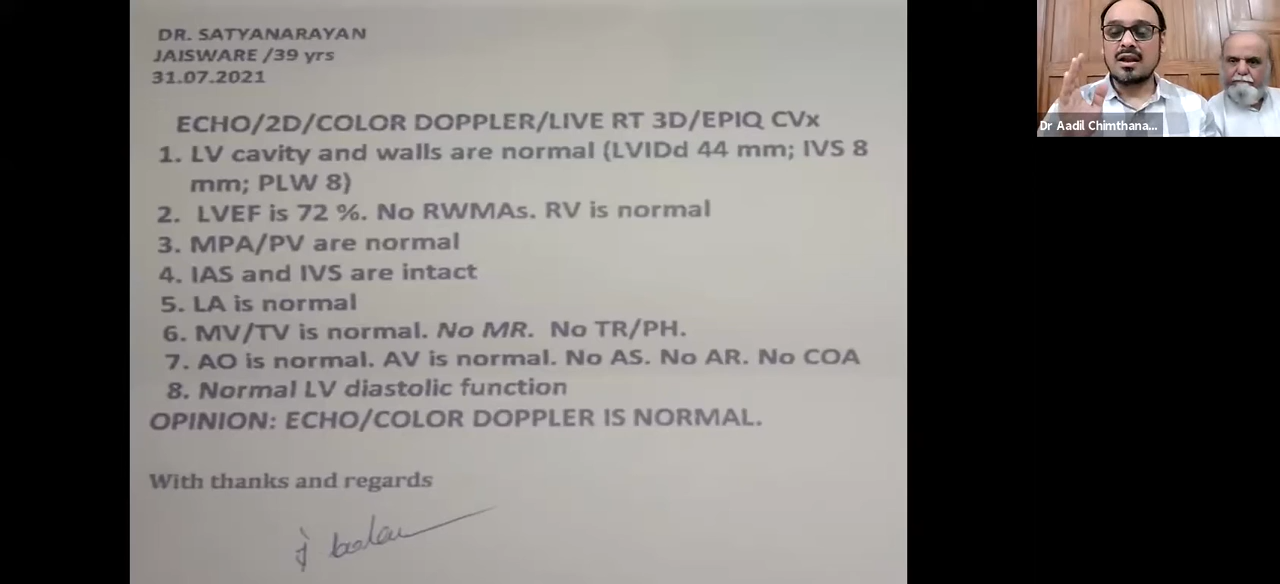 DR. SATYANARAYAN
JAISWARE /39 yrs
31.07.2021
ECHO/2D/COLOR DOPPLER/LIVE RT 3D/EPIQ CVx
1. LV cavity and walls are normal (LVIDd 44 mm; IVS 8
mm; PLW 8)
2. LVEF is 72 %. No RWMAs. RV is normal
3. MPA/PV are normal
4. IAS and IVS are intact
5. LA is normal
6. MV/TV is normal. No MR. No TR/PH.
7. AO is normal. AV is normal. No AS. No AR. No COA
8. Normal LV diastolic function
OPINION: ECHO/COLOR DOPPLER IS NORMAL.
With thanks and regards
Dr Aadil Chimthana...